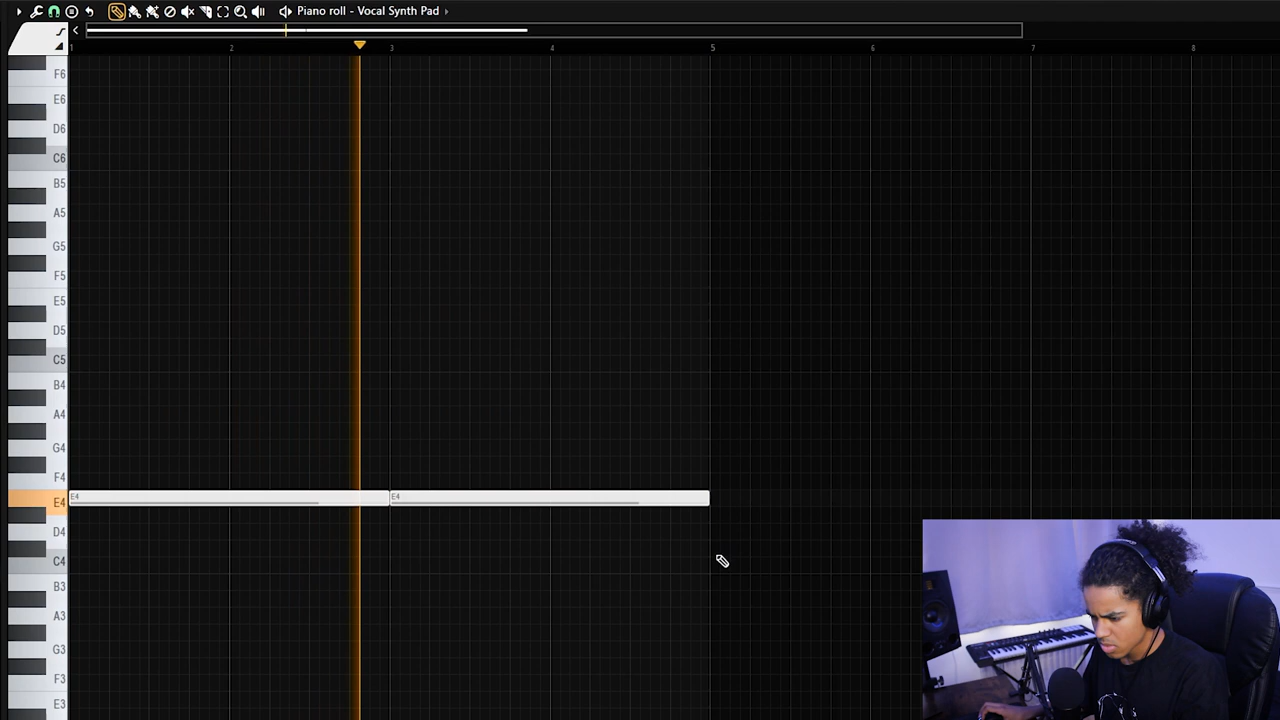 Piano roll - Vocal Synth Pad
1 2 3 4 5 6 7 8
F6
E6
D6
C6
B5
A5
G5
F5
E5
D5
C5
B4
A4
G4
F4
E4 E4 E4
D4
C4
B3
A3
G3
F3
E3